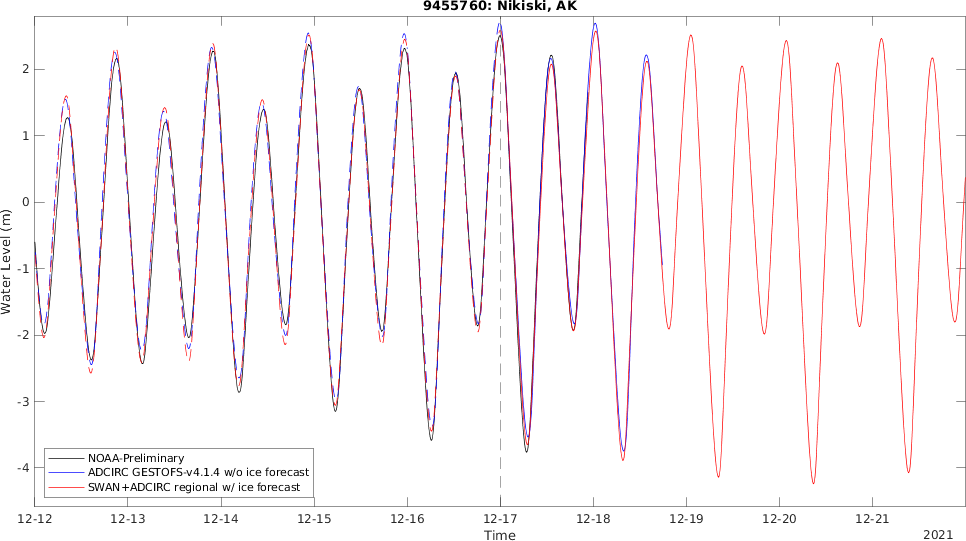 9455760: Nikiski, AK
2
1
0
-1
-2
-3
-4
Water Level (m)
NOAA-Preliminary
ADCIRC GESTOFS-v4.1.4 w/o ice forecast
SWAN+ADCIRC regional w/ ice forecast
12-12 12-13 12-14 12-15 12-16 12-17 12-18 12-19 12-20 12-21
Time
2021